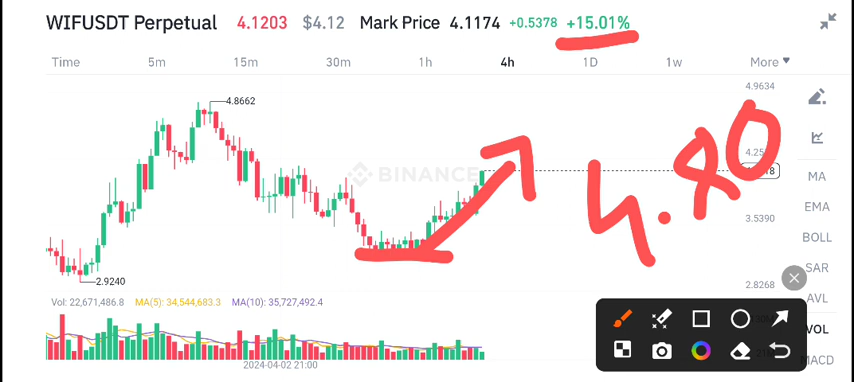 WIFUSDT Perpetual 4.1203 $4.12 Mark Price 4.1174 +0.5378 +15.01%
Time 5m 15m 30m 1h 4h 1D 1w More
4.9634
4.8662
4.80
BINANCE
MA
EMA
3.5390
BOLL
SAR
2.8268
2.9240
AVL
Vol: 22,671,486.8 MA(5): 34,544,683.3 MA(10): 35,727,492.4
VOL
MACD
2024-04-02 21:00